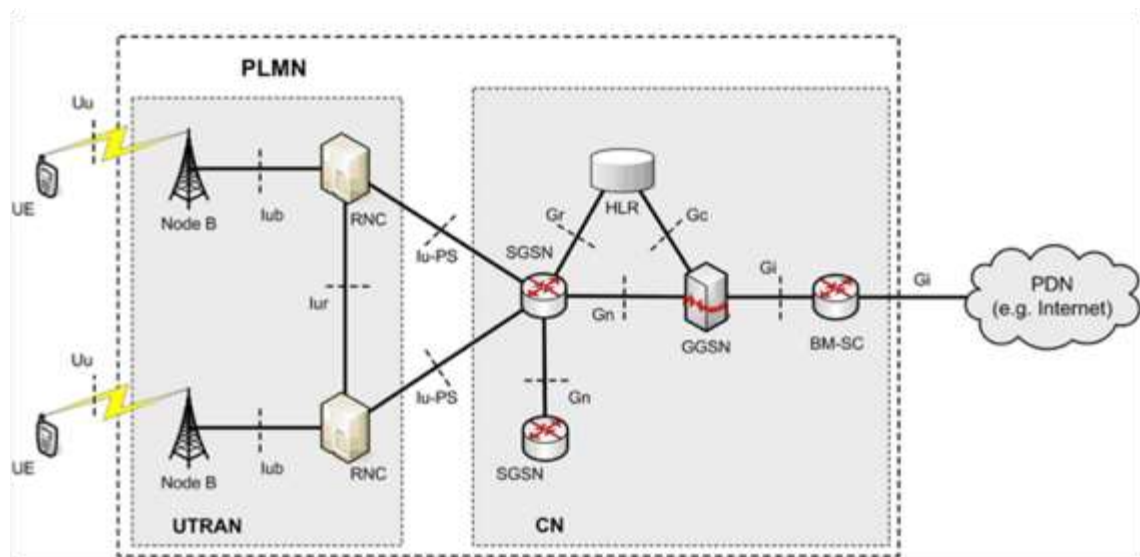 PLMN
Uu
UE
Node B
Iub
RNC
Iu-PS
Iur
Uu
UE
Node B
Iub
RNC
Iu-PS
UTRAN
HLR
Gr
Gc
SGSN
Gn
GGSN
Gi
BM-SC
Gn
SGSN
CN
Gi
PDN
(e.g. Internet)